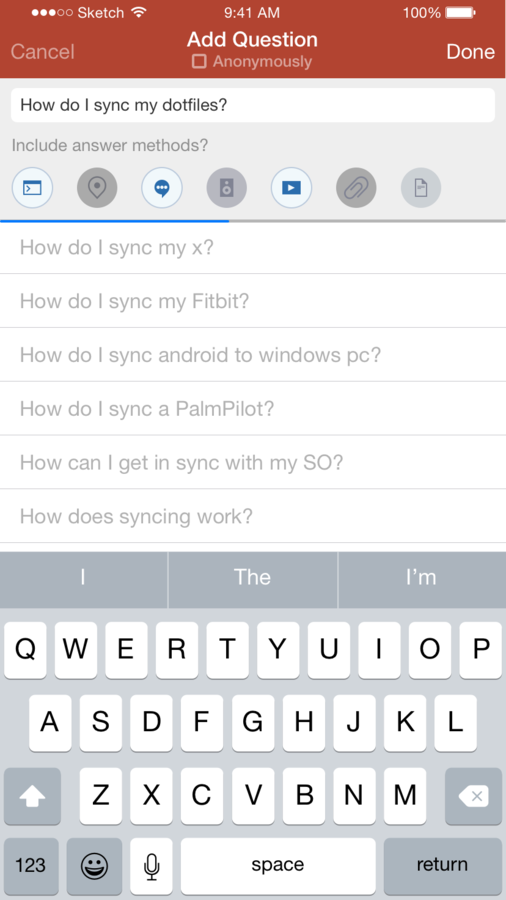 Sketch 9:41 AM 100%
Cancel Add Question Done
Anonymously
How do I sync my dotfiles?
Include answer methods?
How do I sync my x?
How do I sync my Fitbit?
How do I sync android to windows pc?
How do I sync a PalmPilot?
How can I get in sync with my SO?
How does syncing work?
I The I'm
Q W E R T Y U I O P
A S D F G H J K L
Z X C V B N M
123 space return